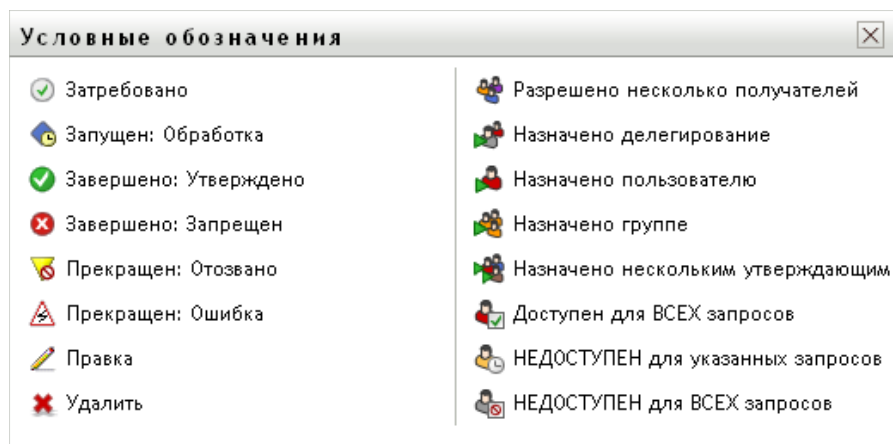 Условные обозначения
Затребовано
Запущен: Обработка
Завершено: Утверждено
Завершено: Запрещен
Прекращен: Отозвано
Прекращен: Ошибка
Правка
Удалить
Разрешено несколько получателей
Назначено делегирование
Назначено пользователю
Назначено группе
Назначено нескольким утверждающим
Доступен для ВСЕХ запросов
НЕДОСТУПЕН для указанных запросов
НЕДОСТУПЕН для ВСЕХ запросов